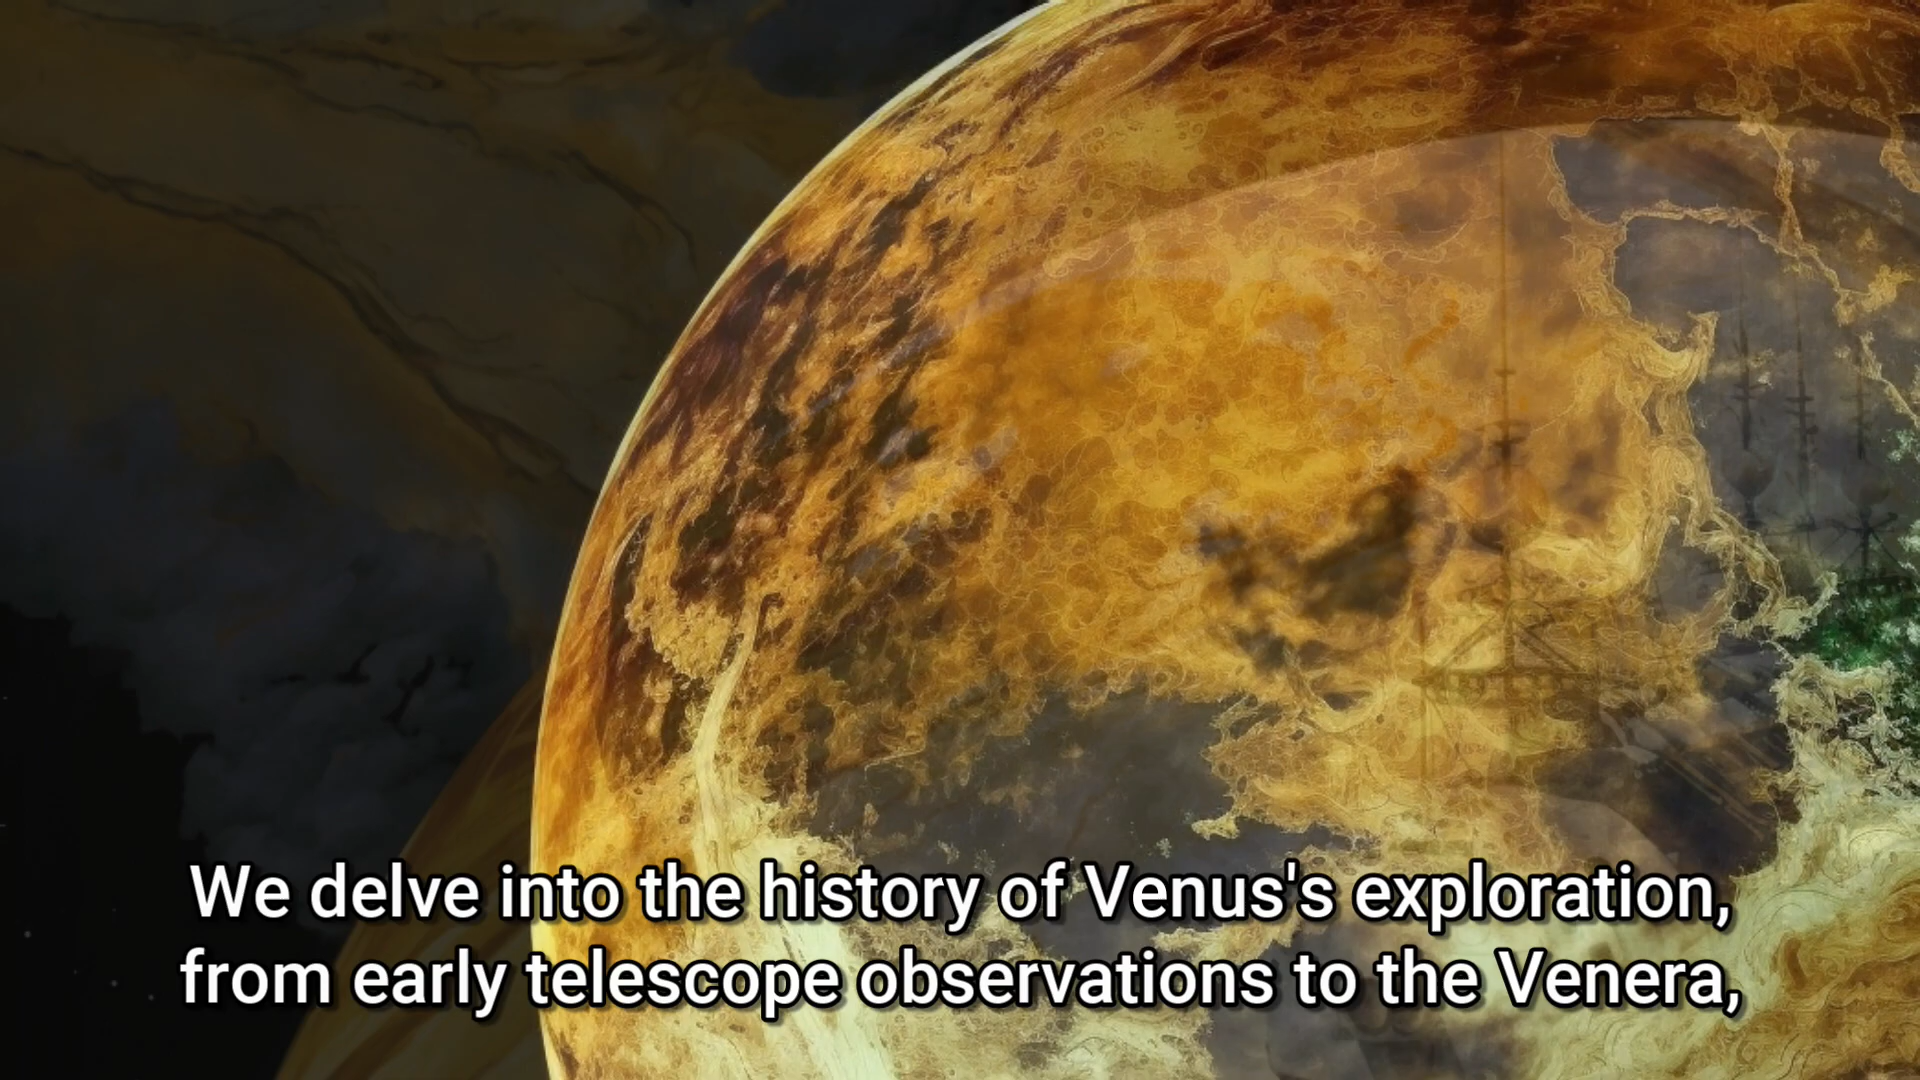 We delve into the history of Venus's exploration,
from early telescope observations to the Venera,